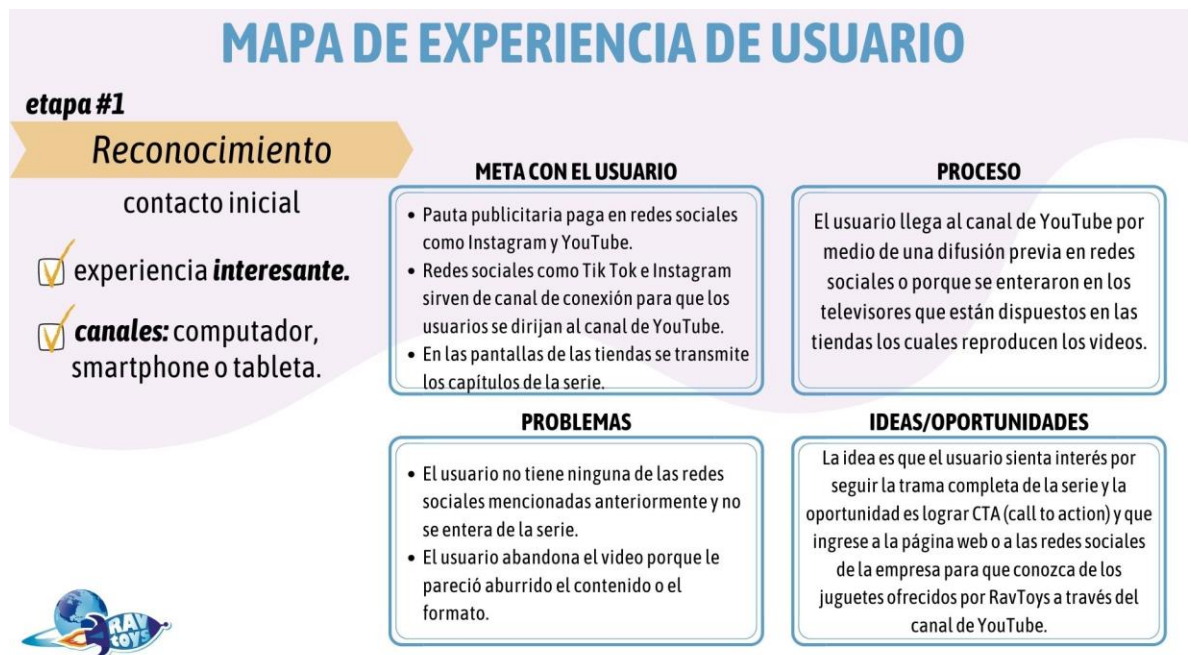 MAPA DE EXPERIENCIA DE USUARIO
etapa #1
Reconocimiento
contacto inicial
experiencia interesante.
canales: computador,
smartphone o tableta.
META CON EL USUARIO
• Pauta publicitaria paga en redes sociales
como Instagram y YouTube.
• Redes sociales como Tik Tok e Instagram
sirven de canal de conexión para que los
usuarios se dirijan al canal de YouTube.
• En las pantallas de las tiendas se transmite
los capítulos de la serie.
PROCESO
El usuario llega al canal de YouTube por
medio de una difusión previa en redes
sociales o porque se enteraron en los
televisores que están dispuestos en las
tiendas los cuales reproducen los videos.
PROBLEMAS
• El usuario no tiene ninguna de las redes
sociales mencionadas anteriormente y no
se entera de la serie.
• El usuario abandona el video porque le
pareció aburrido el contenido o el
formato.
IDEAS/OPORTUNIDADES
La idea es que el usuario sienta interés por
seguir la trama completa de la serie y la
oportunidad es lograr CTA (call to action) y que
ingrese a la página web o a las redes sociales
de la empresa para que conozca de los
juguetes ofrecidos por RavToys a través del
canal de YouTube.
RAV
TOYS